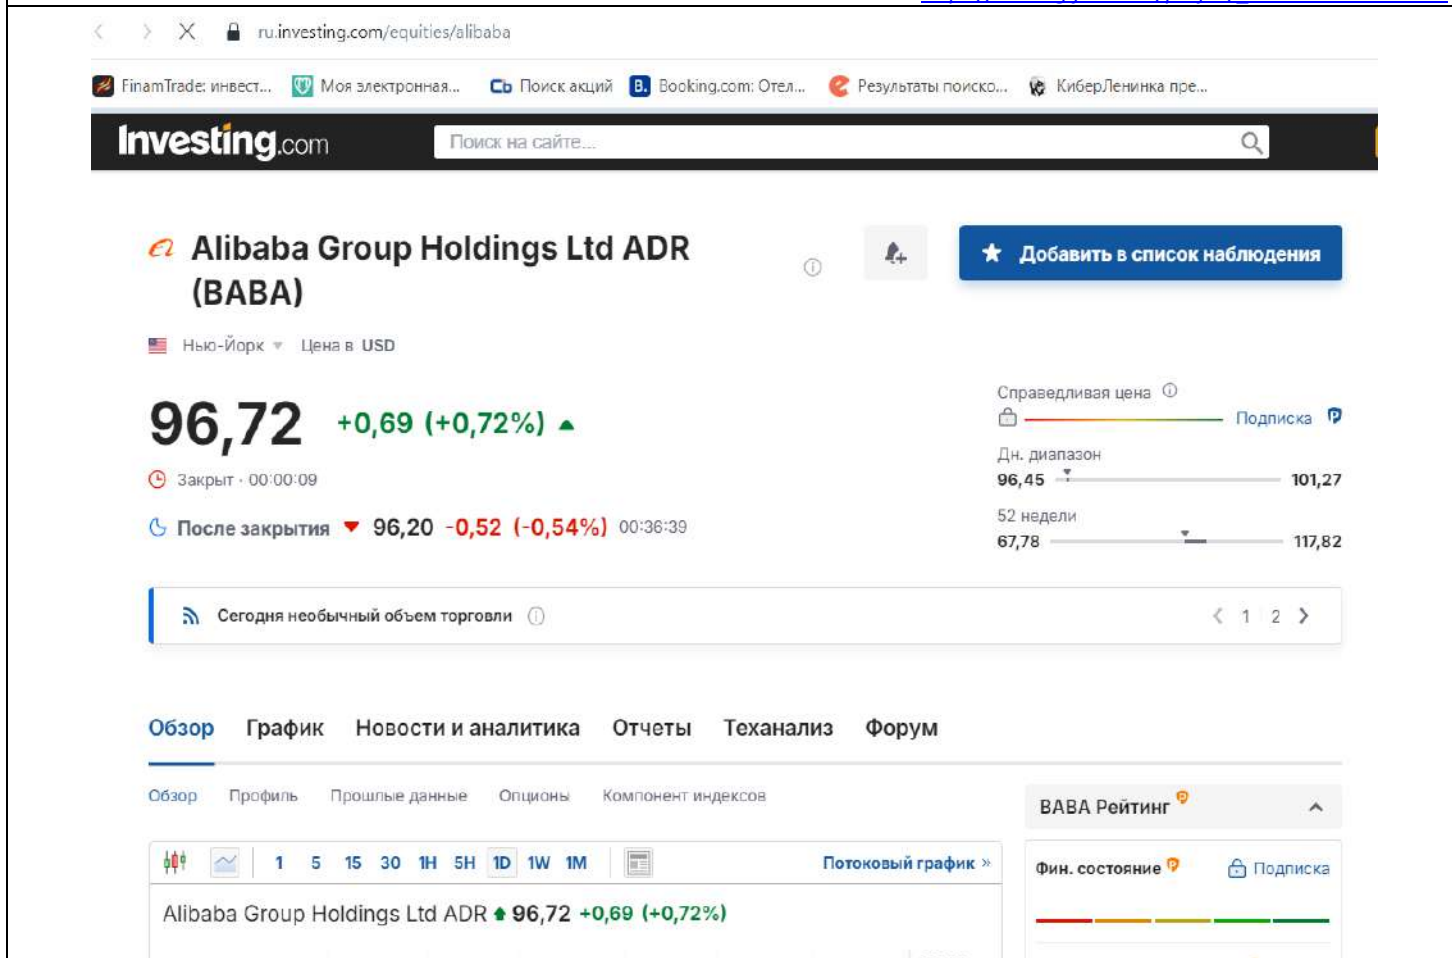 ru.investing.com/equities/alibaba
FinamTrade: инвест... Моя электронная... Сb Поиск акций B. Booking.com: Отел... Результаты поиско... КиберЛенинка пре...
Investing.com Поиск на сайте...
Alibaba Group Holdings Ltd ADR
(BABA)
Добавить в список наблюдения
Нью-Йорк Цена в USD
96,72 +0,69 (+0,72%)
Закрыт · 00:00:09
После закрытия 96,20 -0,52 (-0,54%) 00:36:39
Справедливая цена
Подписка
Дн. диапазон
96,45 101,27
52 недели
67,78 117,82
Сегодня необычный объем торговли
1 2
Обзор График Новости и аналитика Отчеты Теханализ Форум
Обзор Профиль Прошлые данные Опционы Компонент индексов
1 5 15 30 1H 5H 1D 1W 1M Потоковый график »
Alibaba Group Holdings Ltd ADR 96,72 +0,69 (+0,72%)
BABA Рейтинг
Фин. состояние Подписка